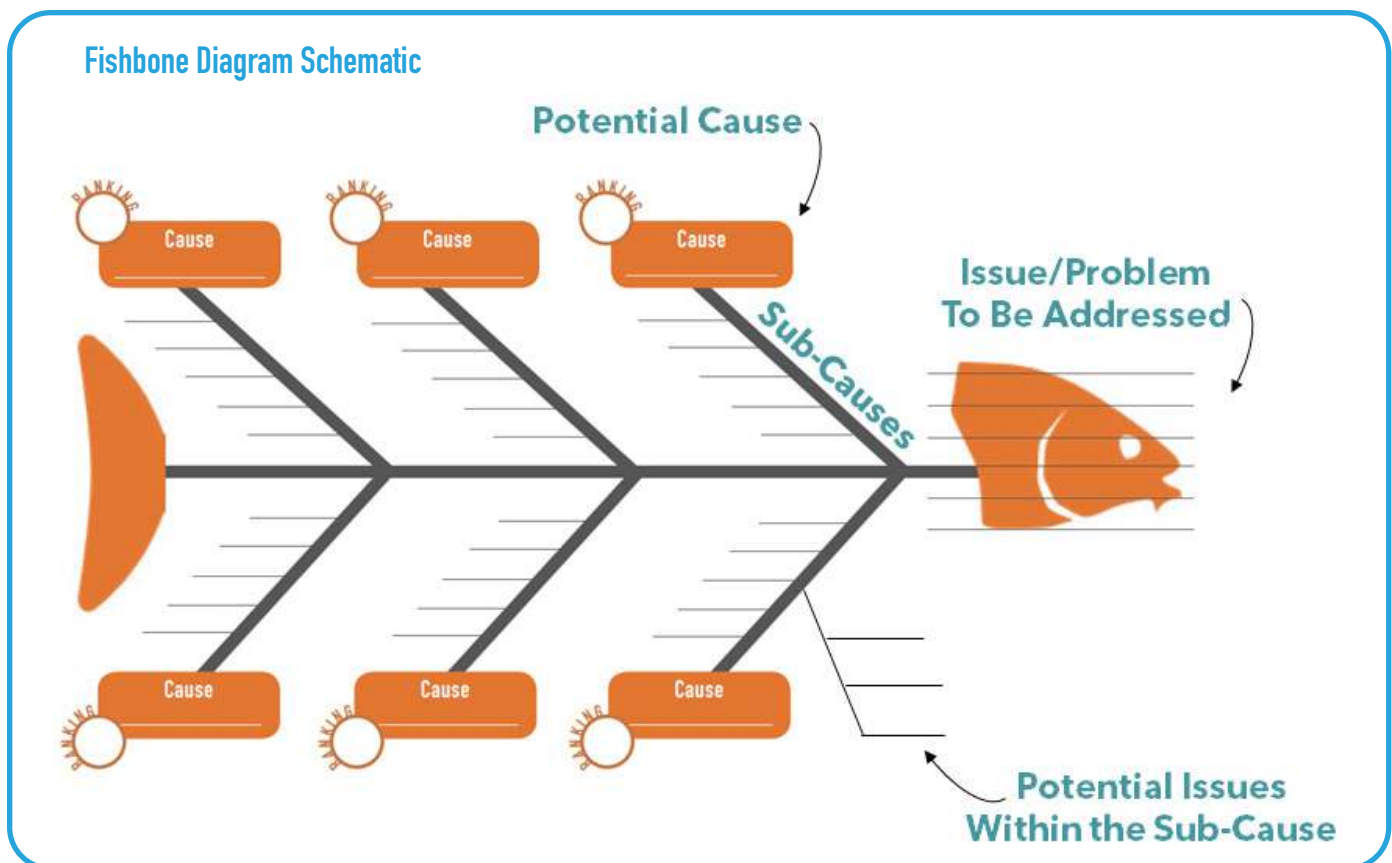 Fishbone Diagram Schematic
Potential Cause
RANKING
Cause
RANKING
Cause
RANKING
Cause
Issue/Problem
To Be Addressed
Sub-Causes
Cause
RANKING
Cause
RANKING
Cause
RANKING
Potential Issues
Within the Sub-Cause